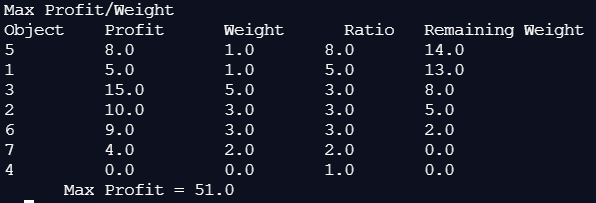 Max Profit/Weight
Object Profit Weight Ratio Remaining Weight
5 8.0 1.0 8.0 14.0
1 5.0 1.0 5.0 13.0
3 15.0 5.0 3.0 8.0
2 10.0 3.0 3.0 5.0
6 9.0 3.0 3.0 2.0
7 4.0 2.0 2.0 0.0
4 0.0 0.0 1.0 0.0
Max Profit = 51.0